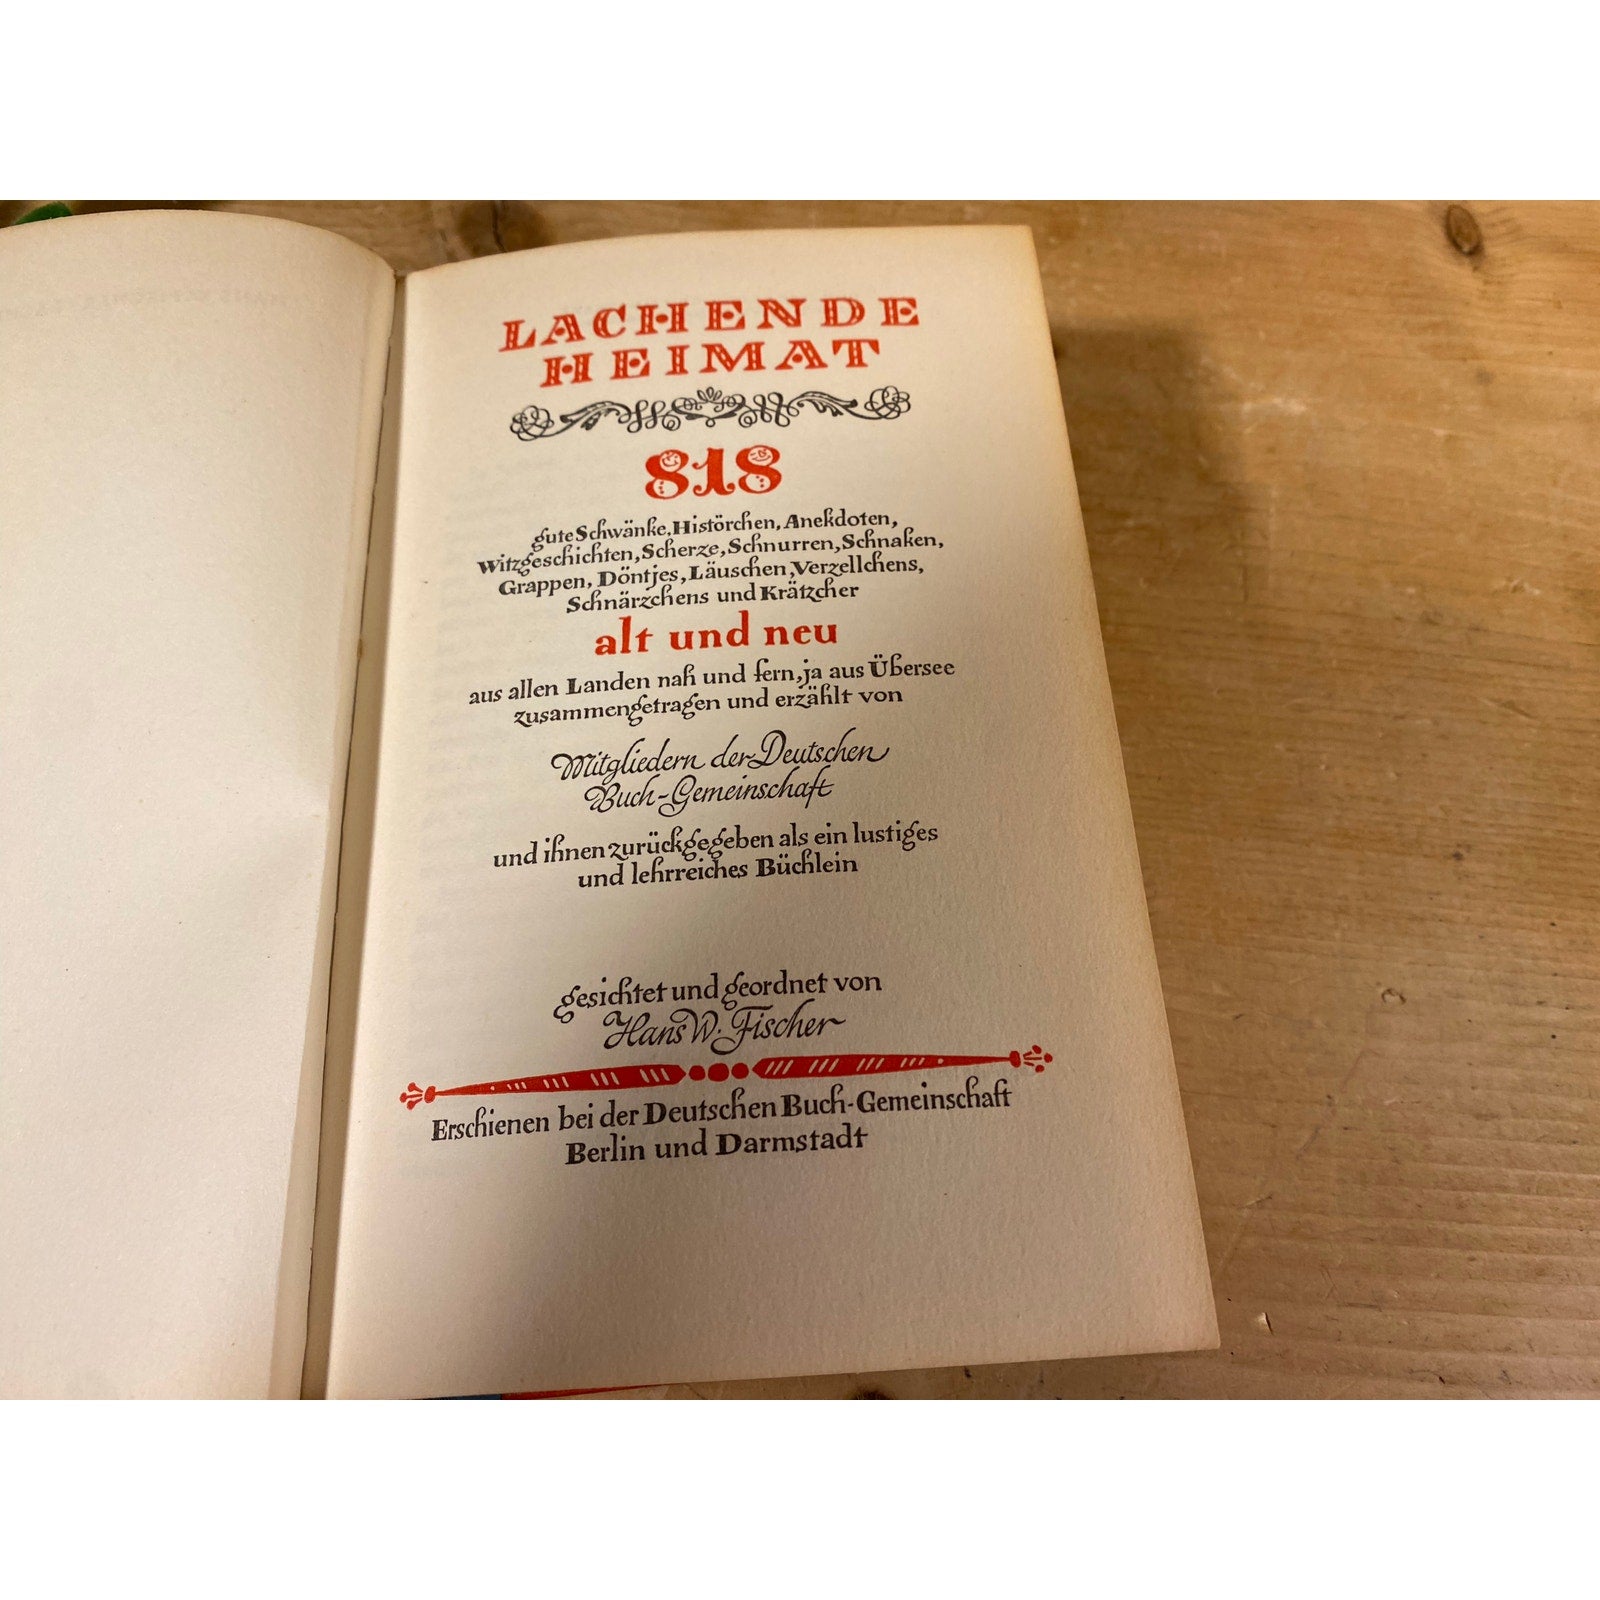 LACHENDE
HEIMAT
818
gute Schwänke, Histörchen, Anekdoten,
Witzgeschichten, Scherze, Schnurren, Schnaken,
Grappen, Döntjes, Läuschen, Verzellchens,
Schnärzchens und Krätzcher
alt und neu
aus allen Landen nah und fern, ja aus Übersee
zusammengetragen und erzählt von
Mitgliedern der Deutschen
Buch-Gemeinschaft
und ihnen zurückgegeben als ein lustiges
und lehrreiches Büchlein
gesichtet und geordnet von
Hans W. Fischer
Erschienen bei der Deutschen Buch-Gemeinschaft
Berlin und Darmstadt